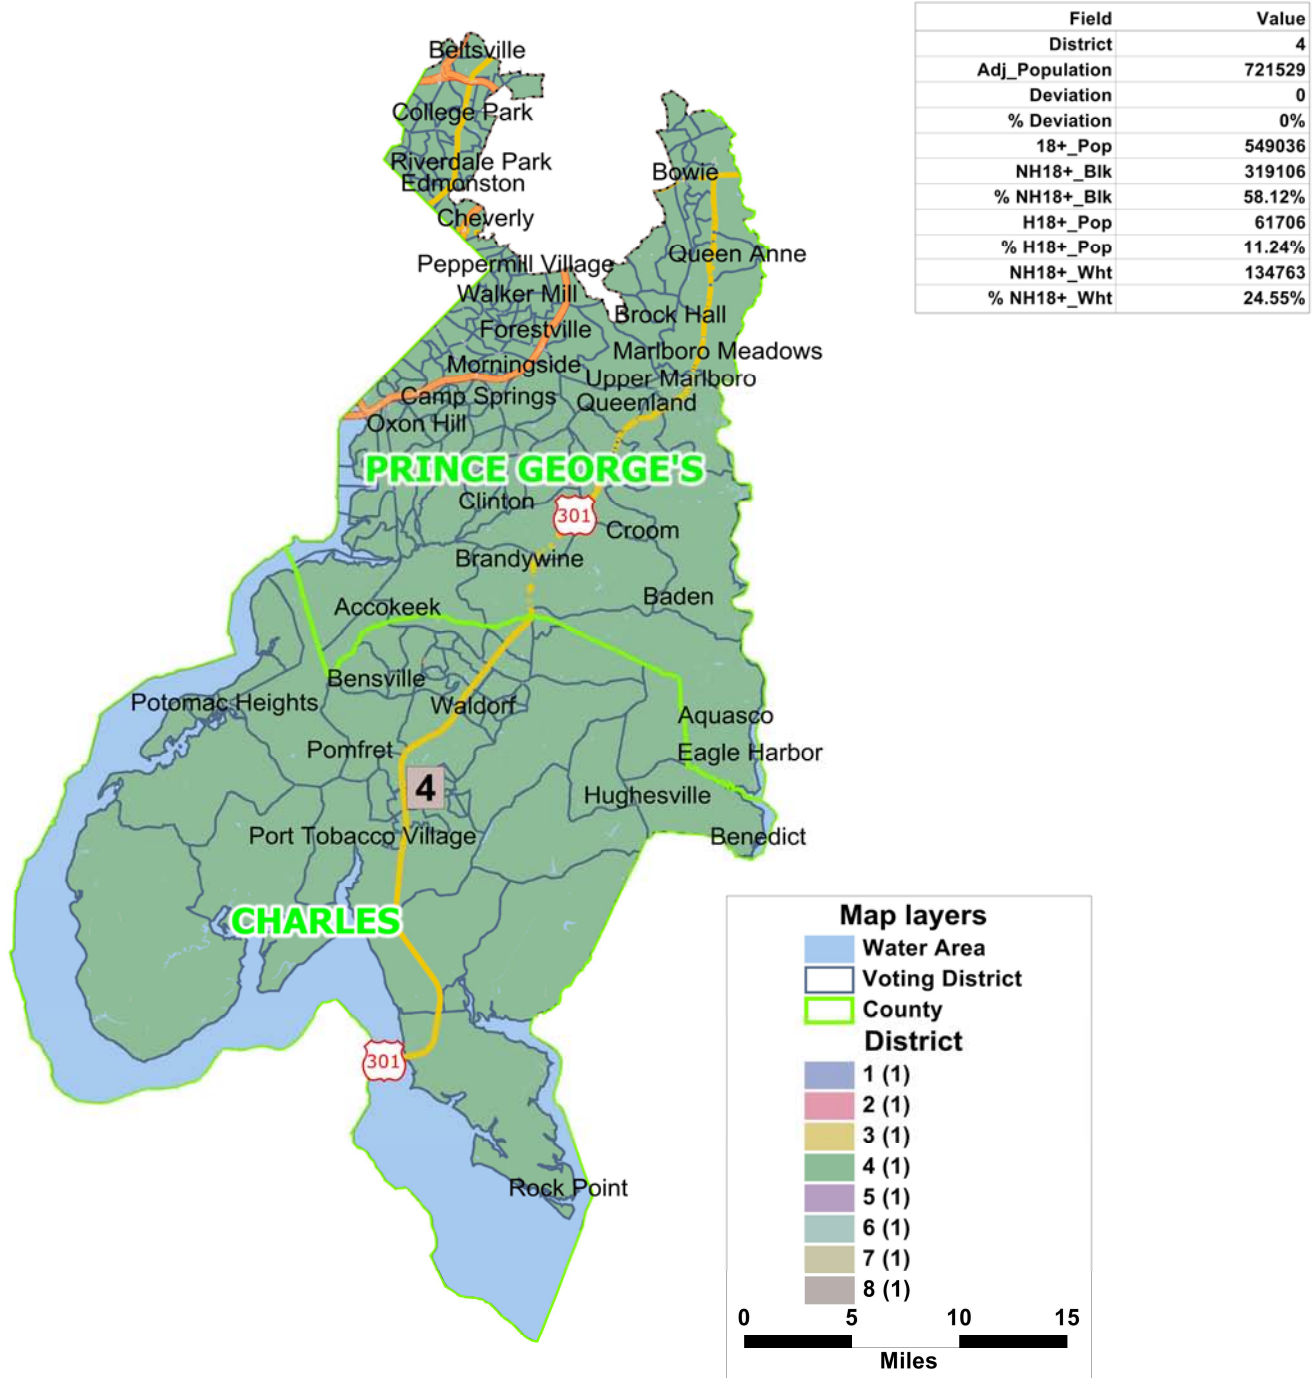 Field Value
District 4
Adj_Population 721529
Deviation 0
% Deviation 0%
18+_Pop 549036
NH18+_Blk 319106
% NH18+_Blk 58.12%
H18+_Pop 61706
% H18+_Pop 11.24%
NH18+_Wht 134763
% NH18+_Wht 24.55%
Beltsville
College Park
Riverdale Park
Edmonston
Cheverly
Bowie
Queen Anne
Peppermill Village
Walker Mill
Brock Hall
Forestville
Marlboro Meadows
Morningside
Upper Marlboro
Camp Springs
Queenland
Oxon Hill
PRINCE GEORGE'S
Clinton
301
Croom
Brandywine
Baden
Accokeek
Bensville
Potomac Heights
Waldorf
Aquasco
Pomfret
Eagle Harbor
4
Hughesville
Port Tobacco Village
Benedict
CHARLES
301
Rock Point
Map layers
Water Area
Voting District
County
District
1 (1)
2 (1)
3 (1)
4 (1)
5 (1)
6 (1)
7 (1)
8 (1)
0 5 10 15
Miles